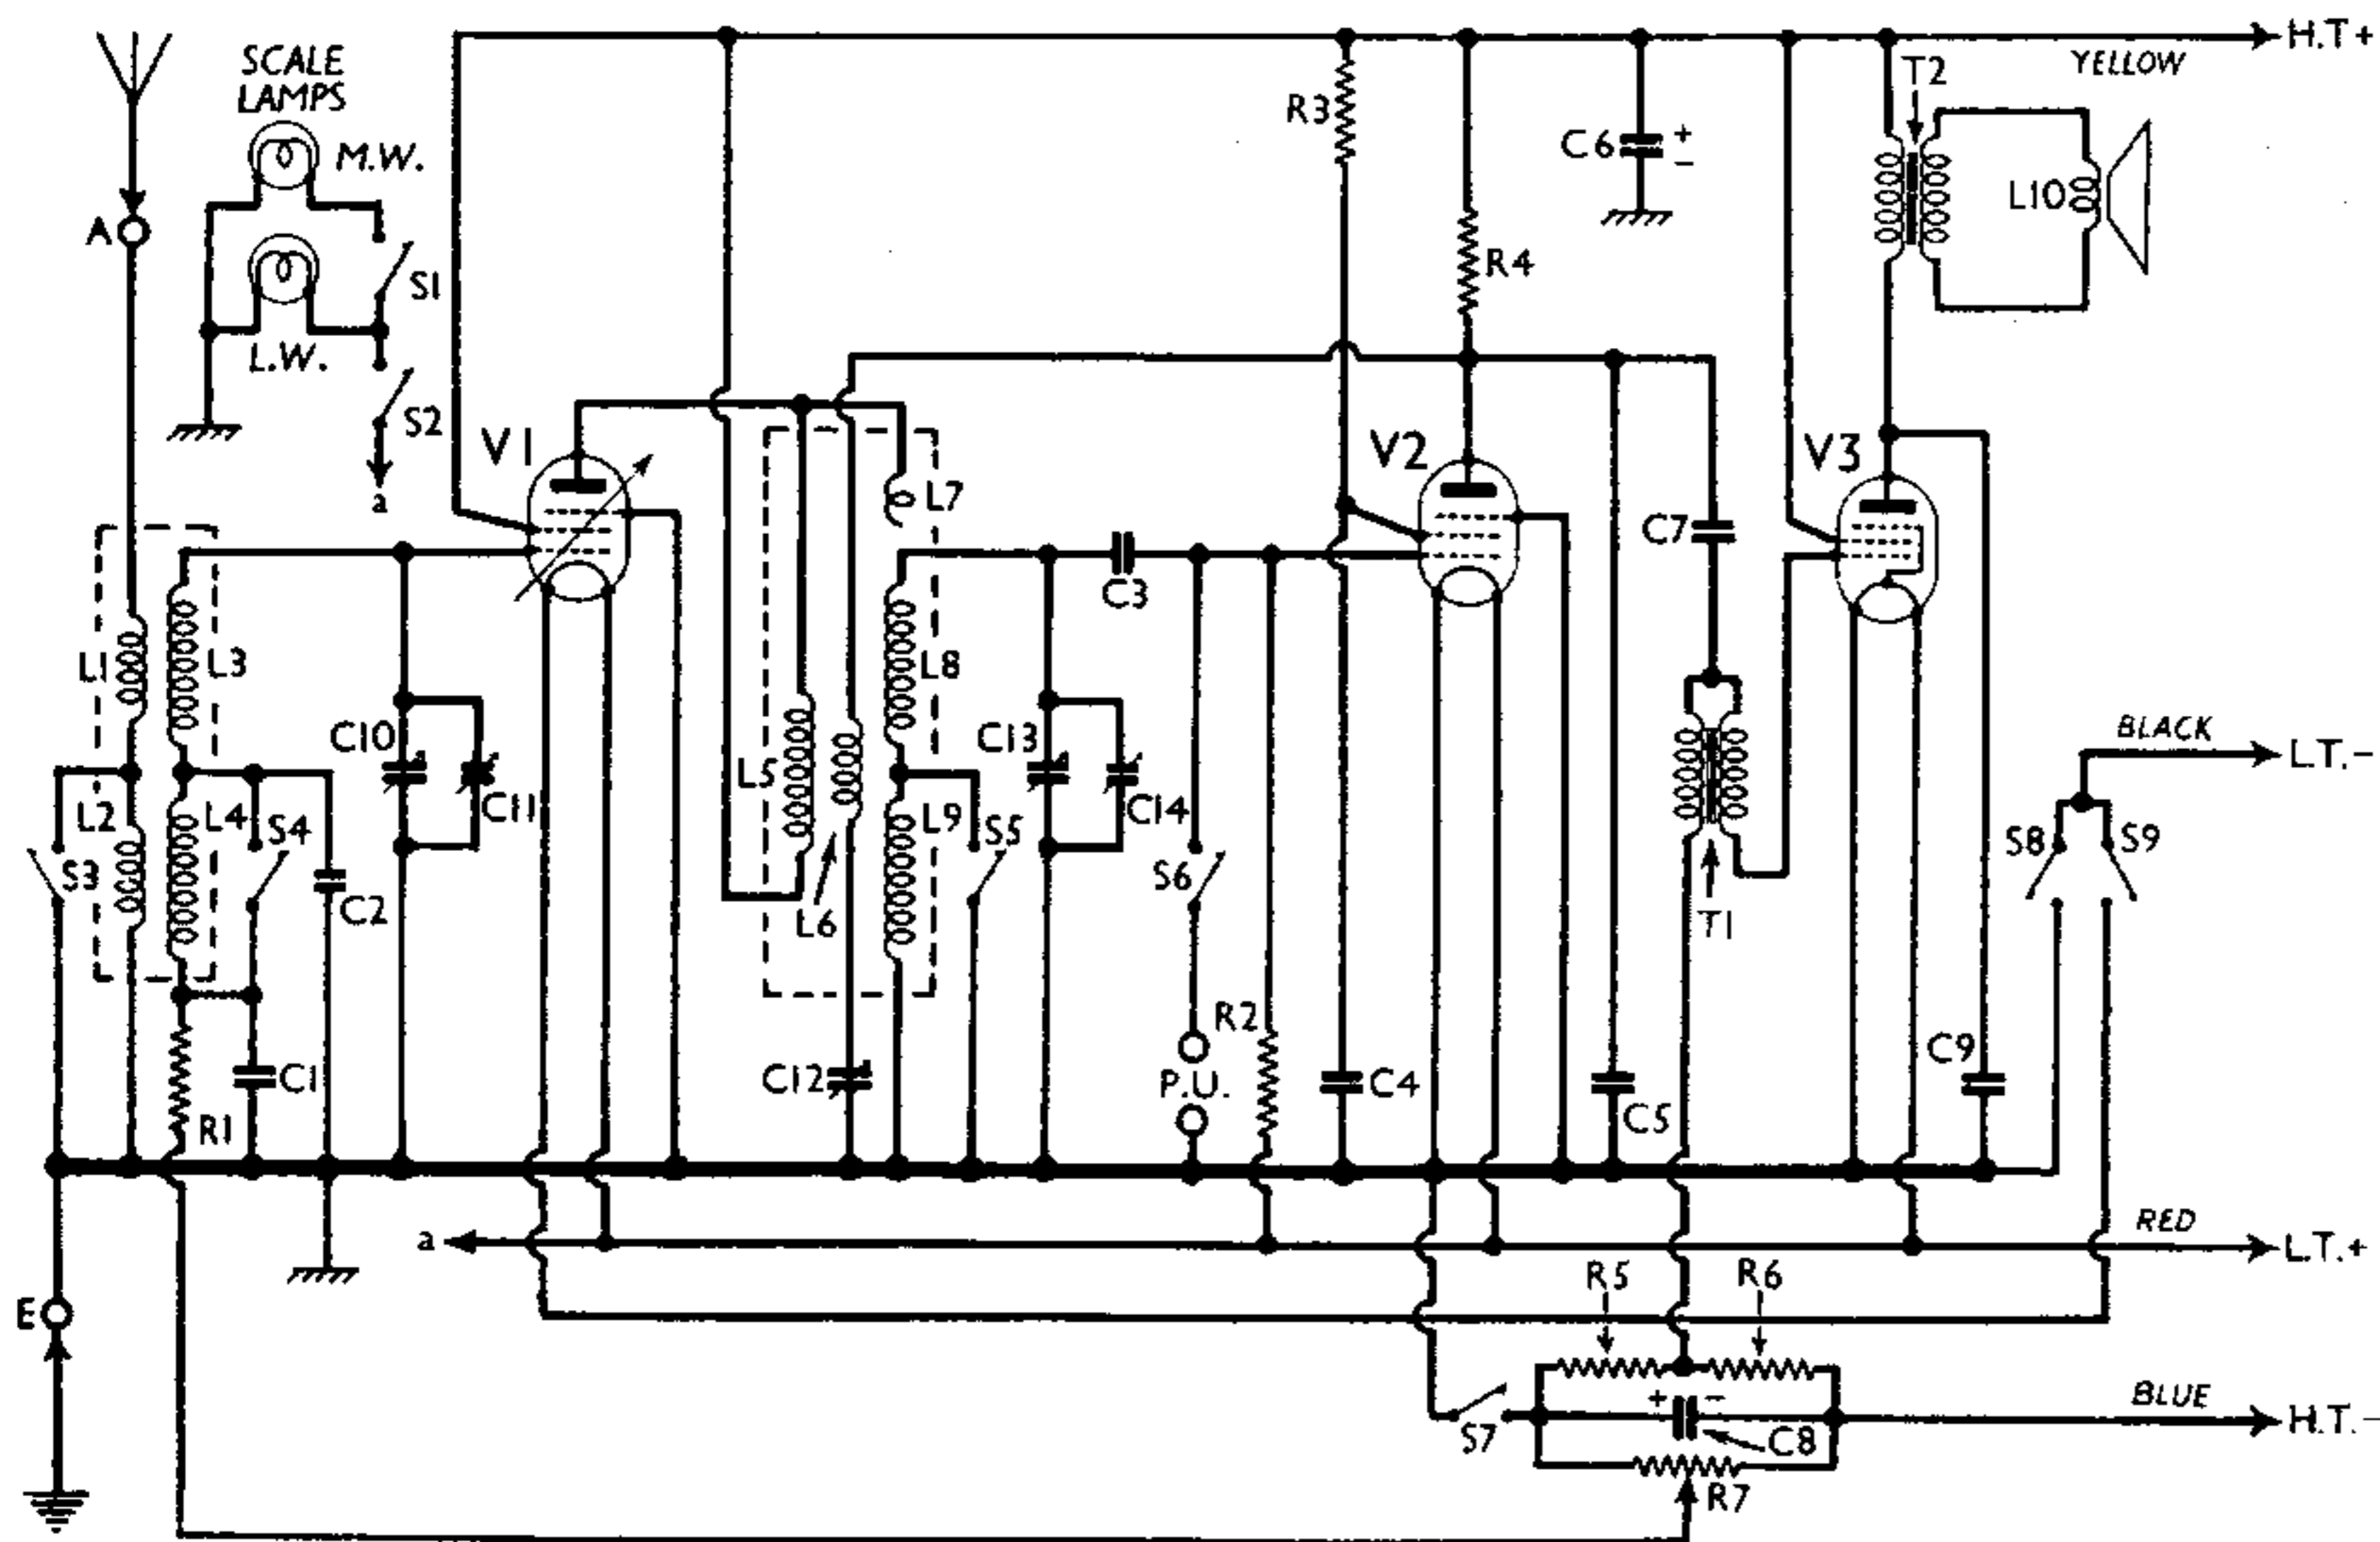 H.T+
YELLOW
SCALE
LAMPS
M.W.
T2
R3
C6
+
−
L10
A
S1
R4
L.W.
S2
a
V1
V2
V3
L7
C7
C3
L1
L3
L8
C10
C13
BLACK
L.T.-
L5
L2
L4
S4
C11
L9
S5
C14
S8
S9
S3
C2
L6
S6
T1
R2
C9
C1
C12
P.U.
C4
R1
C5
RED
a
L.T.+
R5
R6
E
BLUE
+
−
H.T.-
S7
C8
R7